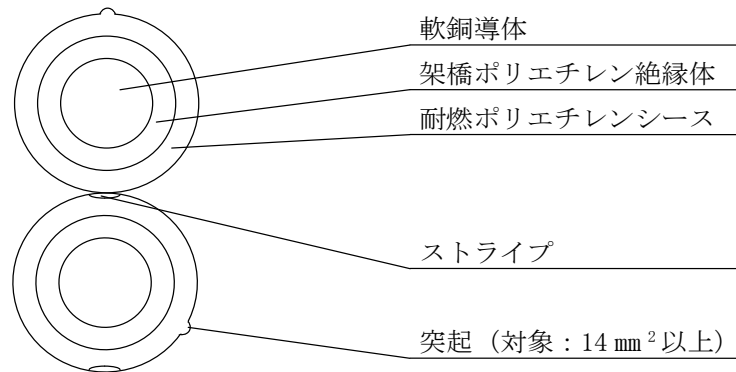 軟銅導体
架橋ポリエチレン絶縁体
耐燃ポリエチレンシース
ストライプ
突起（対象：14 mm²以上）